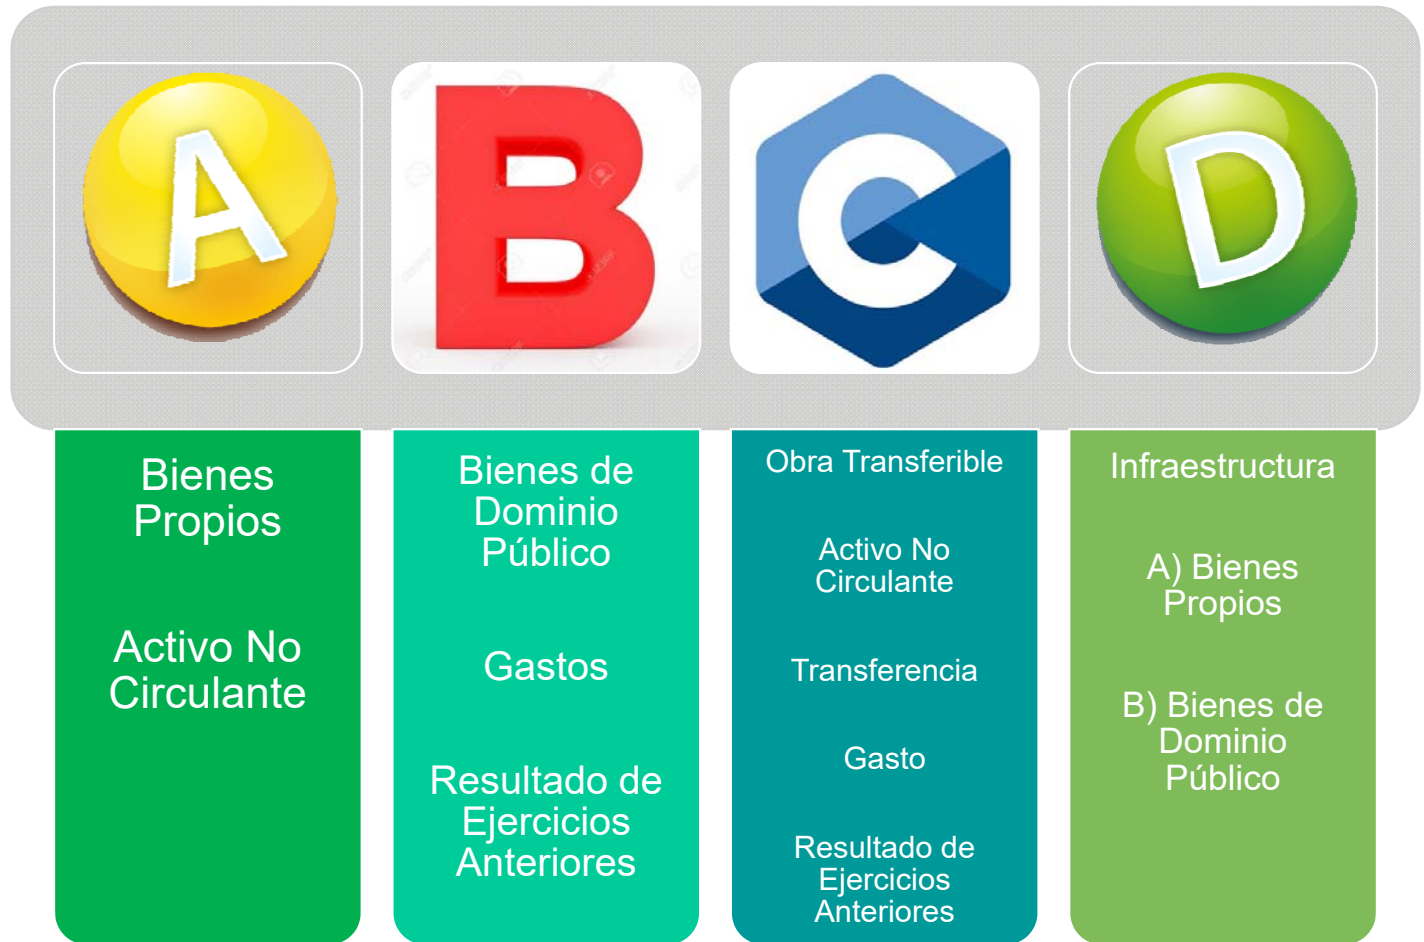 A
B
C
D
Bienes
Propios
Activo No
Circulante
Bienes de
Dominio
Público
Gastos
Resultado de
Ejercicios
Anteriores
Obra Transferible
Activo No
Circulante
Transferencia
Gasto
Resultado de
Ejercicios
Anteriores
Infraestructura
A) Bienes
Propios
B) Bienes de
Dominio
Público